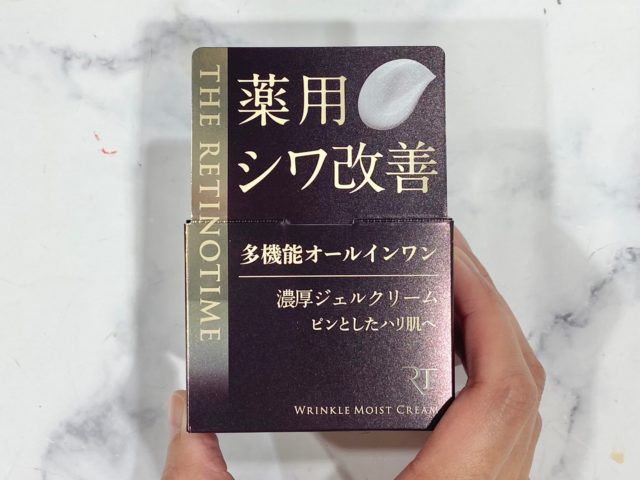 THE RETINOTIME
薬用
シワ改善
多機能オールインワン
濃厚ジェルクリーム
ピンとしたハリ肌へ
RT
WRINKLE MOIST CREAM